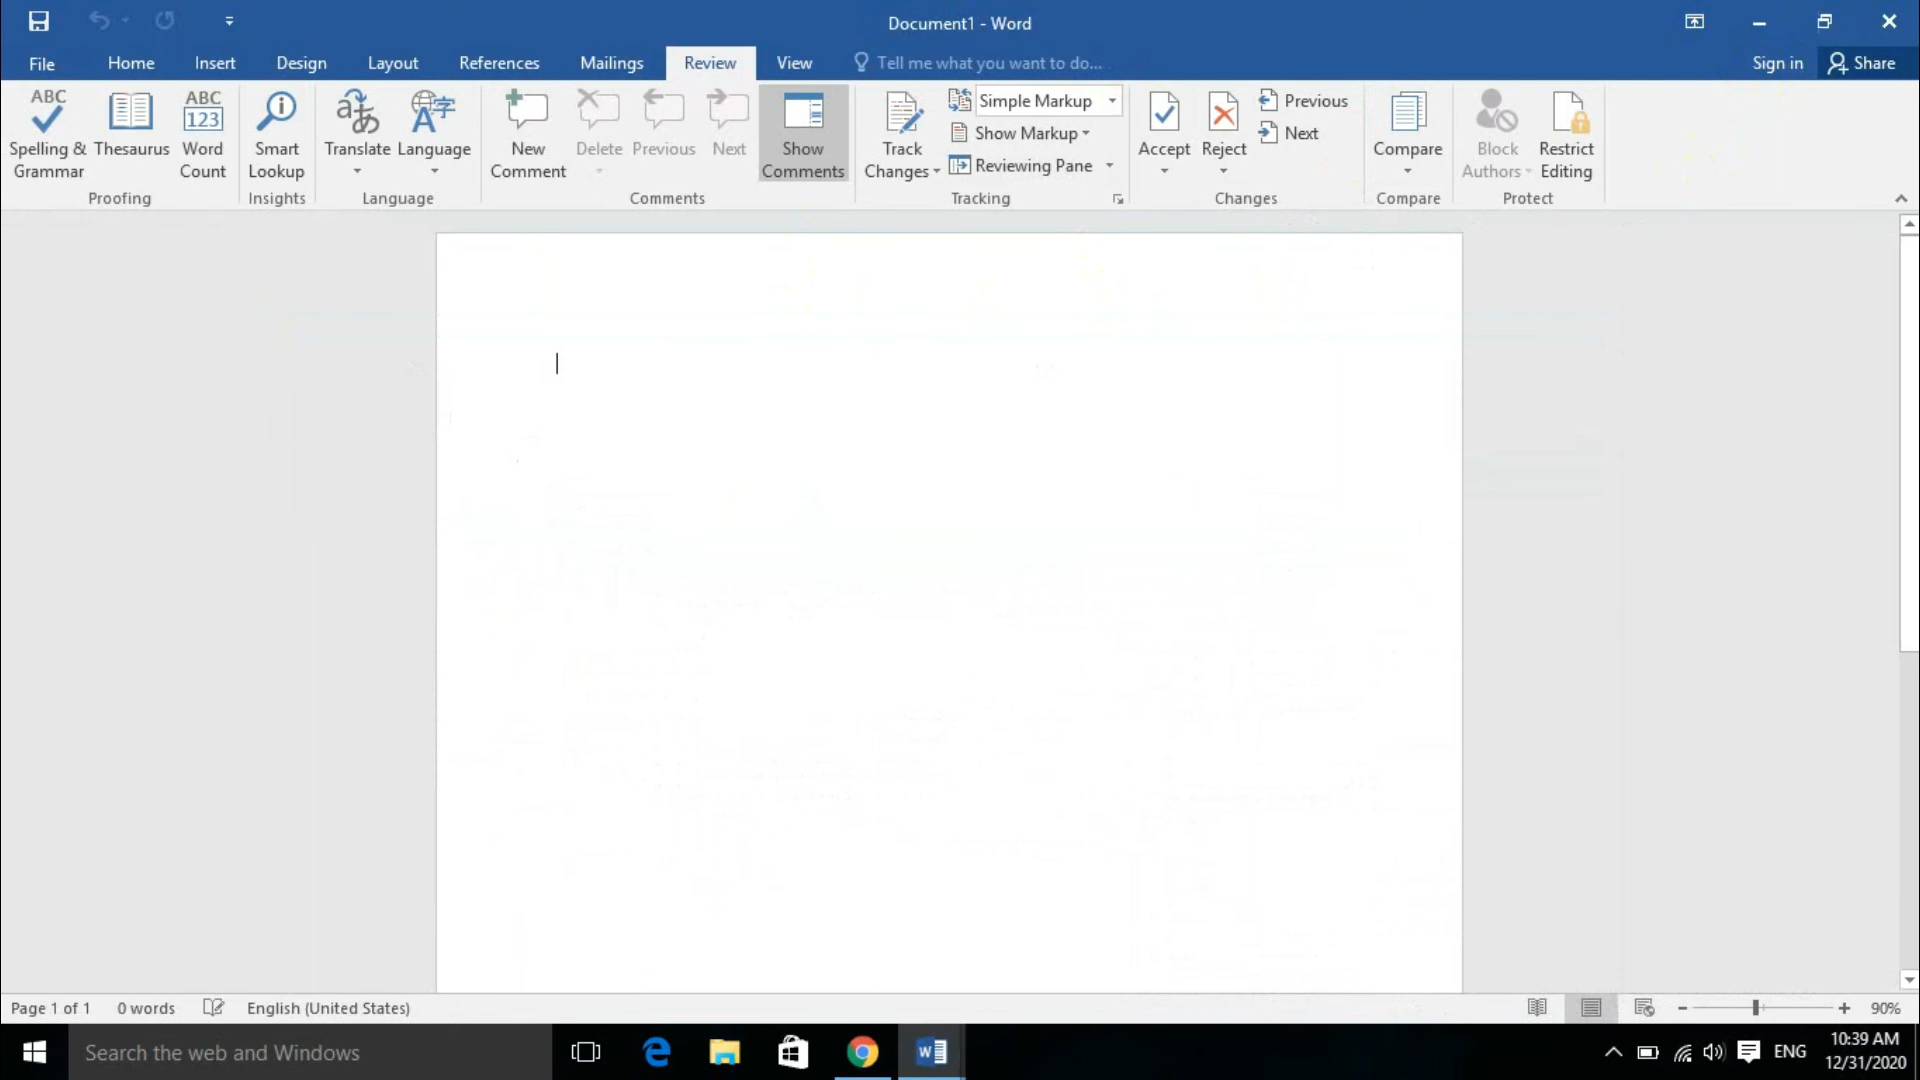 Document1 - Word
File Home Insert Design Layout References Mailings Review View Tell me what you want to do... Sign in Share
ABC
Spelling &
Grammar
Thesaurus
ABC
123
Word
Count
Proofing
Smart
Lookup
Insights
Translate
Language
Language
New
Comment
Delete
Previous
Next
Show
Comments
Comments
Track
Changes
Simple Markup
Show Markup
Reviewing Pane
Tracking
Accept
Reject
Previous
Next
Changes
Compare
Compare
Block
Authors
Restrict
Editing
Protect
Page 1 of 1 0 words English (United States) 90%
Search the web and Windows
ENG
10:39 AM
12/31/2020